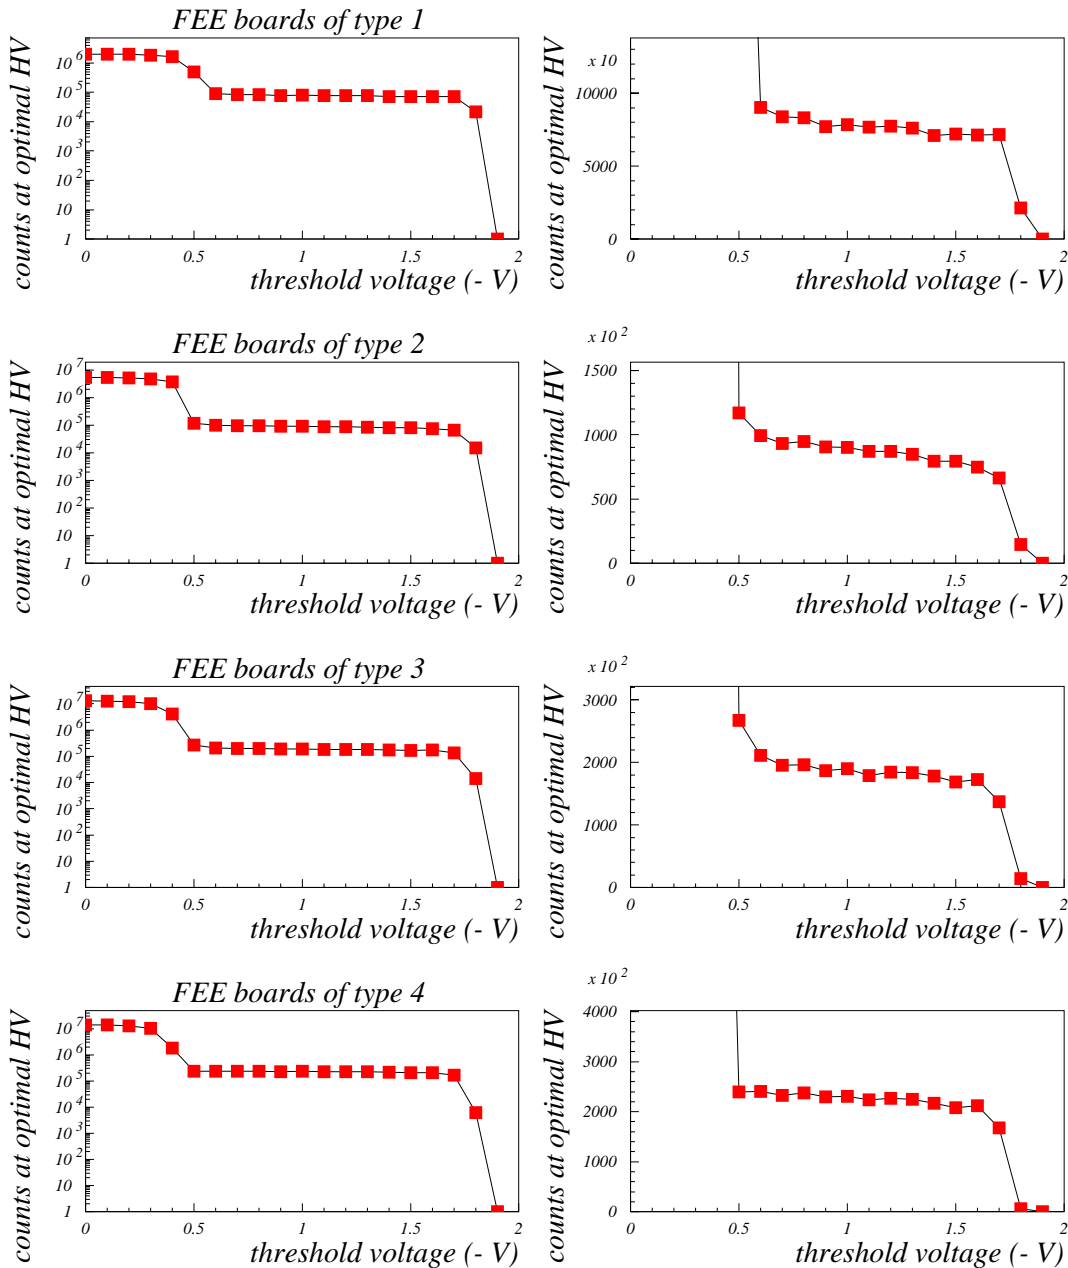 FEE boards of type 1
counts at optimal HV
10 6
10 5
10 4
10 3
10 2
10
1
0 0.5 1 1.5 2
threshold voltage (- V)
counts at optimal HV
x 10
10000
5000
0
0 0.5 1 1.5 2
threshold voltage (- V)
FEE boards of type 2
counts at optimal HV
10 7
10 6
10 5
10 4
10 3
10 2
10
1
0 0.5 1 1.5 2
threshold voltage (- V)
counts at optimal HV
x 10 2
1500
1000
500
0
0 0.5 1 1.5 2
threshold voltage (- V)
FEE boards of type 3
counts at optimal HV
10 7
10 6
10 5
10 4
10 3
10 2
10
1
0 0.5 1 1.5 2
threshold voltage (- V)
counts at optimal HV
x 10 2
3000
2000
1000
0
0 0.5 1 1.5 2
threshold voltage (- V)
FEE boards of type 4
counts at optimal HV
10 7
10 6
10 5
10 4
10 3
10 2
10
1
0 0.5 1 1.5 2
threshold voltage (- V)
counts at optimal HV
x 10 2
4000
3000
2000
1000
0
0 0.5 1 1.5 2
threshold voltage (- V)